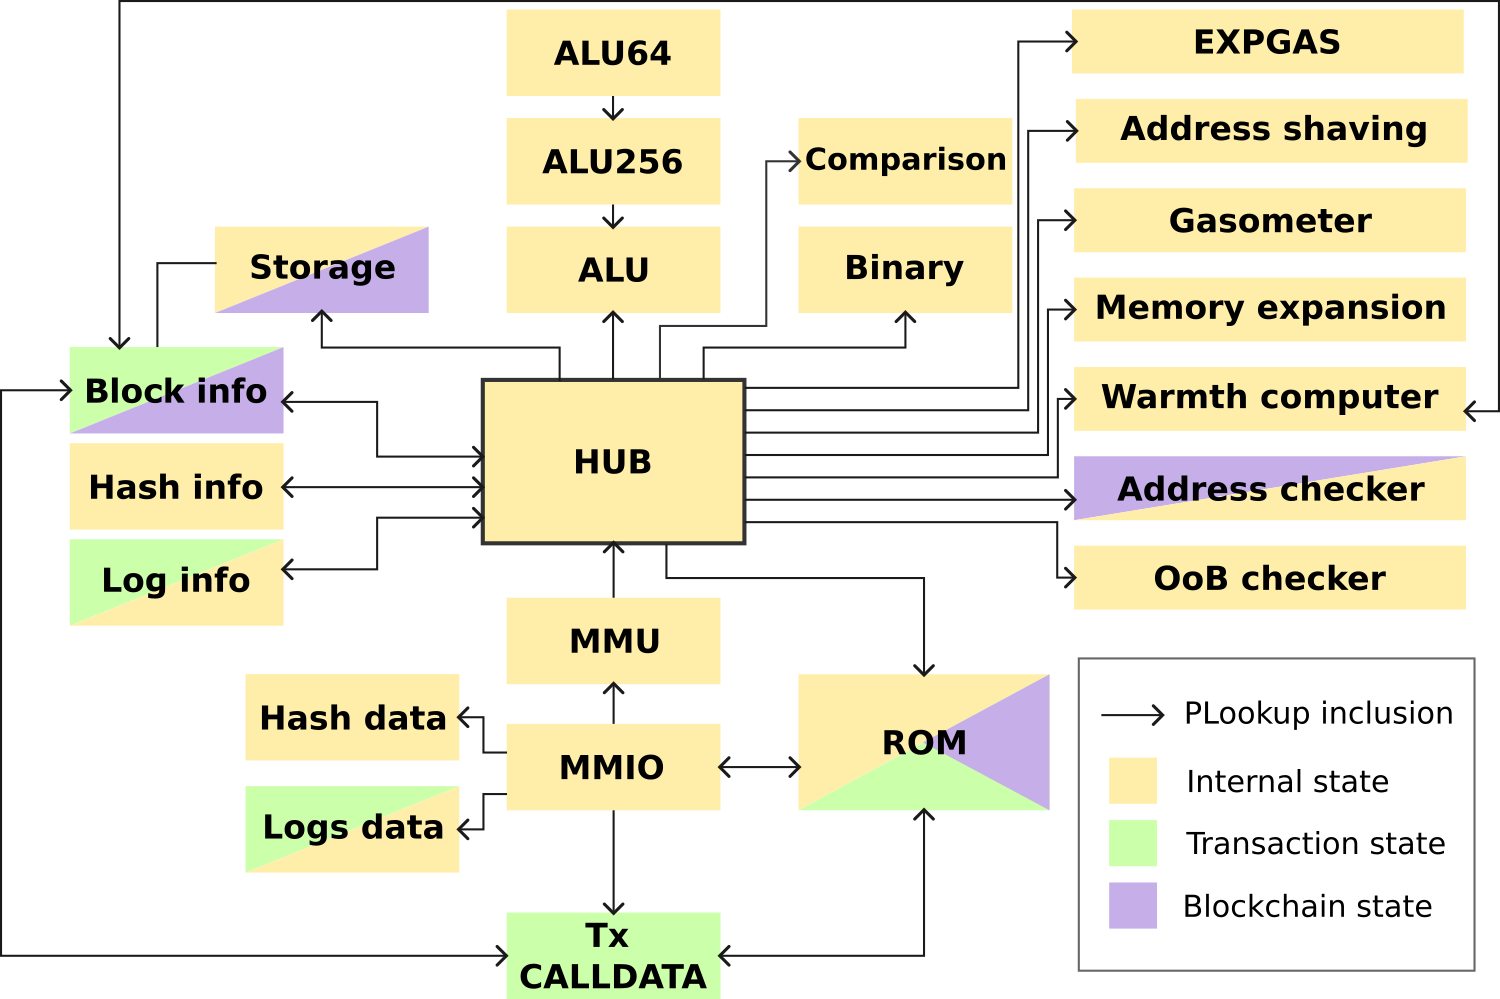 ALU64
EXPGAS
ALU256
Comparison
Address shaving
Storage
ALU
Binary
Gasometer
Memory expansion
Block info
Warmth computer
Hash info
HUB
Address checker
Log info
OoB checker
MMU
Hash data
MMIO
ROM
Logs data
Tx
CALLDATA
PLookup inclusion
Internal state
Transaction state
Blockchain state